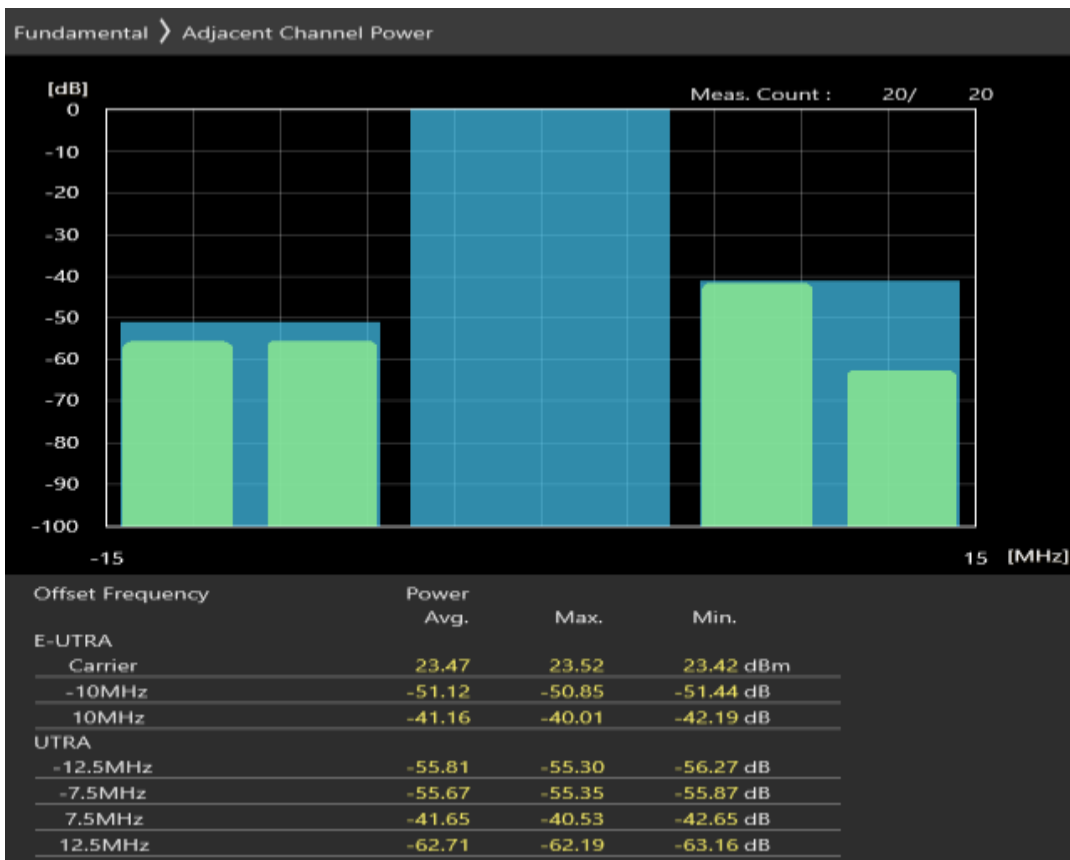 Fundamental 〉 Adjacent Channel Power
[dB]
Meas. Count : 20/ 20
0
-10
-20
-30
-40
-50
-60
-70
-80
-90
-100
-15 15 [MHz]
Offset Frequency Power
Avg. Max. Min.
E-UTRA
Carrier 23.47 23.52 23.42 dBm
-10MHz -51.12 -50.85 -51.44 dB
10MHz -41.16 -40.01 -42.19 dB
UTRA
-12.5MHz -55.81 -55.30 -56.27 dB
-7.5MHz -55.67 -55.35 -55.87 dB
7.5MHz -41.65 -40.53 -42.65 dB
12.5MHz -62.71 -62.19 -63.16 dB